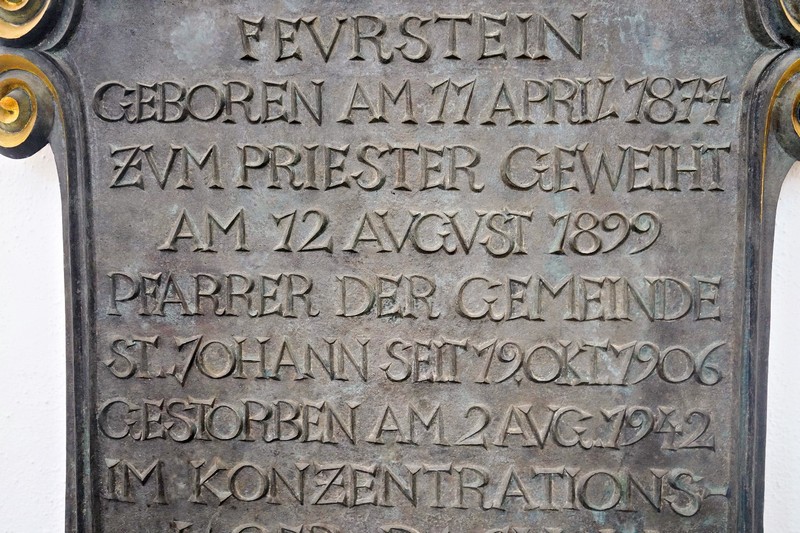 FEVRSTEIN
GEBOREN AM 11 APRIL 1877
ZVM PRIESTER GEWEIHT
AM 12 AVGVST 1899
PFARRER DER GEMEINDE
ST. JOHANN SEIT 19.OKT.1906
GESTORBEN AM 2 AVG. 1942
IM KONZENTRATIONS-